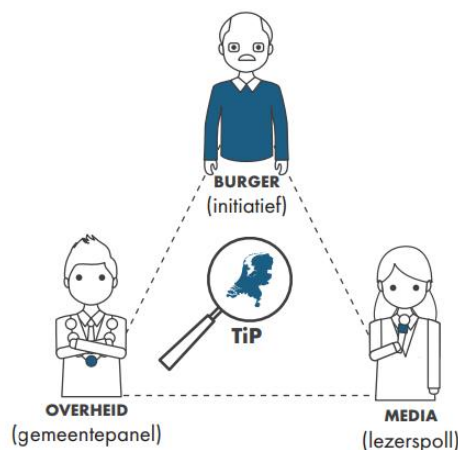 BURGER
(initiatief)
TiP
OVERHEID
(gemeentepanel)
MEDIA
(lezerspoll)